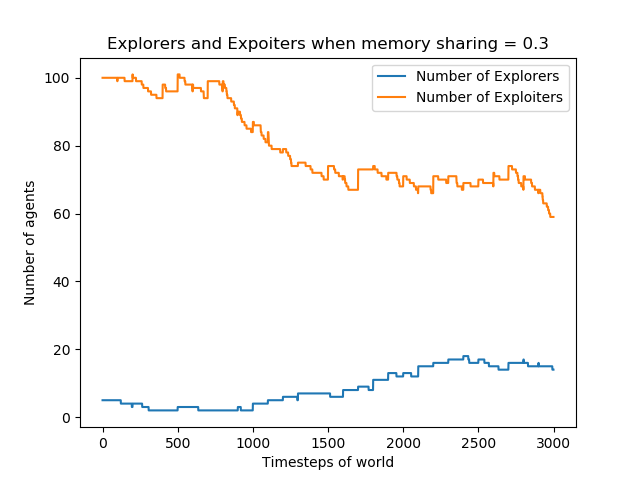 Explorers and Expoiters when memory sharing = 0.3
Number of Explorers
Number of Exploiters
Number of agents
100
80
60
40
20
0
0 500 1000 1500 2000 2500 3000
Timesteps of world